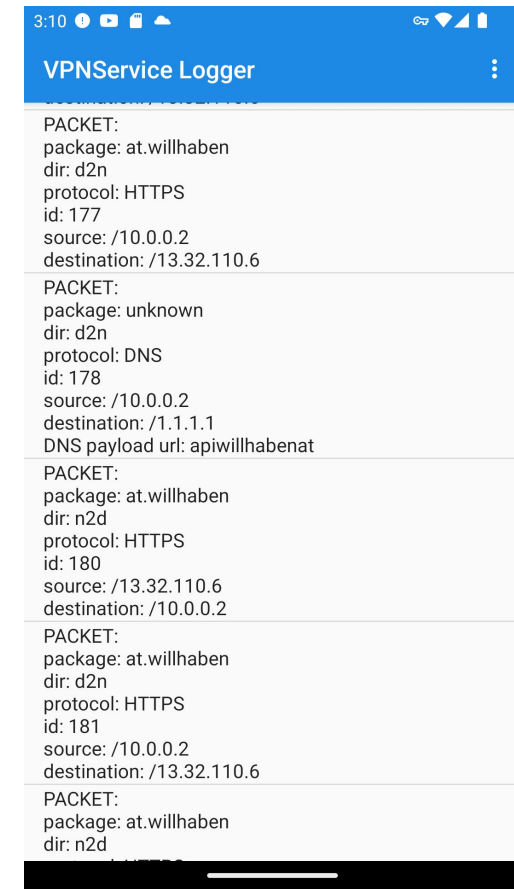 3:10
VPNService Logger
PACKET:
package: at.willhaben
dir: d2n
protocol: HTTPS
id: 177
source: /10.0.0.2
destination: /13.32.110.6
PACKET:
package: unknown
dir: d2n
protocol: DNS
id: 178
source: /10.0.0.2
destination: /1.1.1.1
DNS payload url: apiwillhabenat
PACKET:
package: at.willhaben
dir: n2d
protocol: HTTPS
id: 180
source: /13.32.110.6
destination: /10.0.0.2
PACKET:
package: at.willhaben
dir: d2n
protocol: HTTPS
id: 181
source: /10.0.0.2
destination: /13.32.110.6
PACKET:
package: at.willhaben
dir: n2d